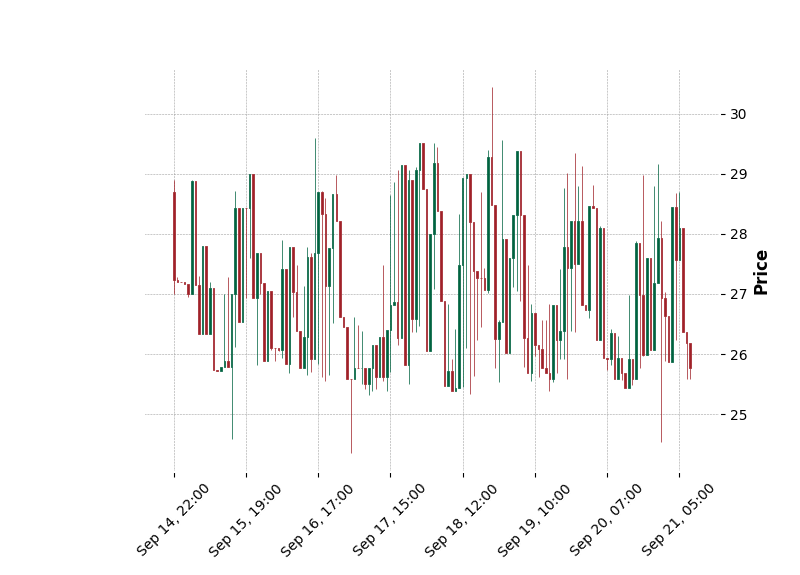 30
29
28
27
26
25
Price
Sep 14, 22:00
Sep 15, 19:00
Sep 16, 17:00
Sep 17, 15:00
Sep 18, 12:00
Sep 19, 10:00
Sep 20, 07:00
Sep 21, 05:00